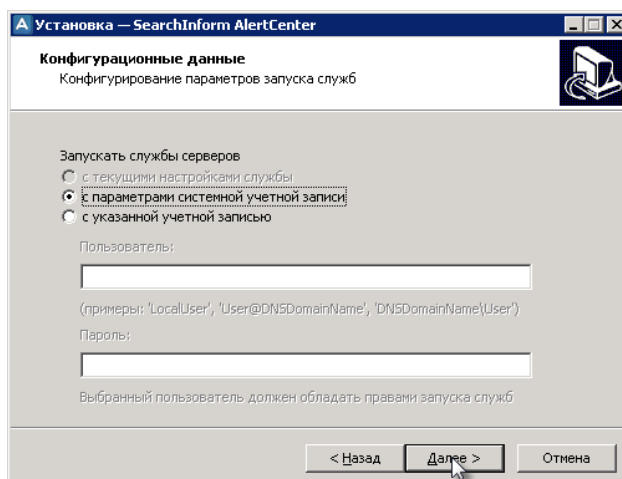 Установка — SearchInform AlertCenter
Конфигурационные данные
Конфигурирование параметров запуска служб
Запускать службы серверов
с текущими настройками службы
с параметрами системной учетной записи
с указанной учетной записью
Пользователь:
(примеры: 'LocalUser', 'User@DNSDomainName', 'DNSDomainName\User')
Пароль:
Выбранный пользователь должен обладать правами запуска служб
< Назад Далее > Отмена